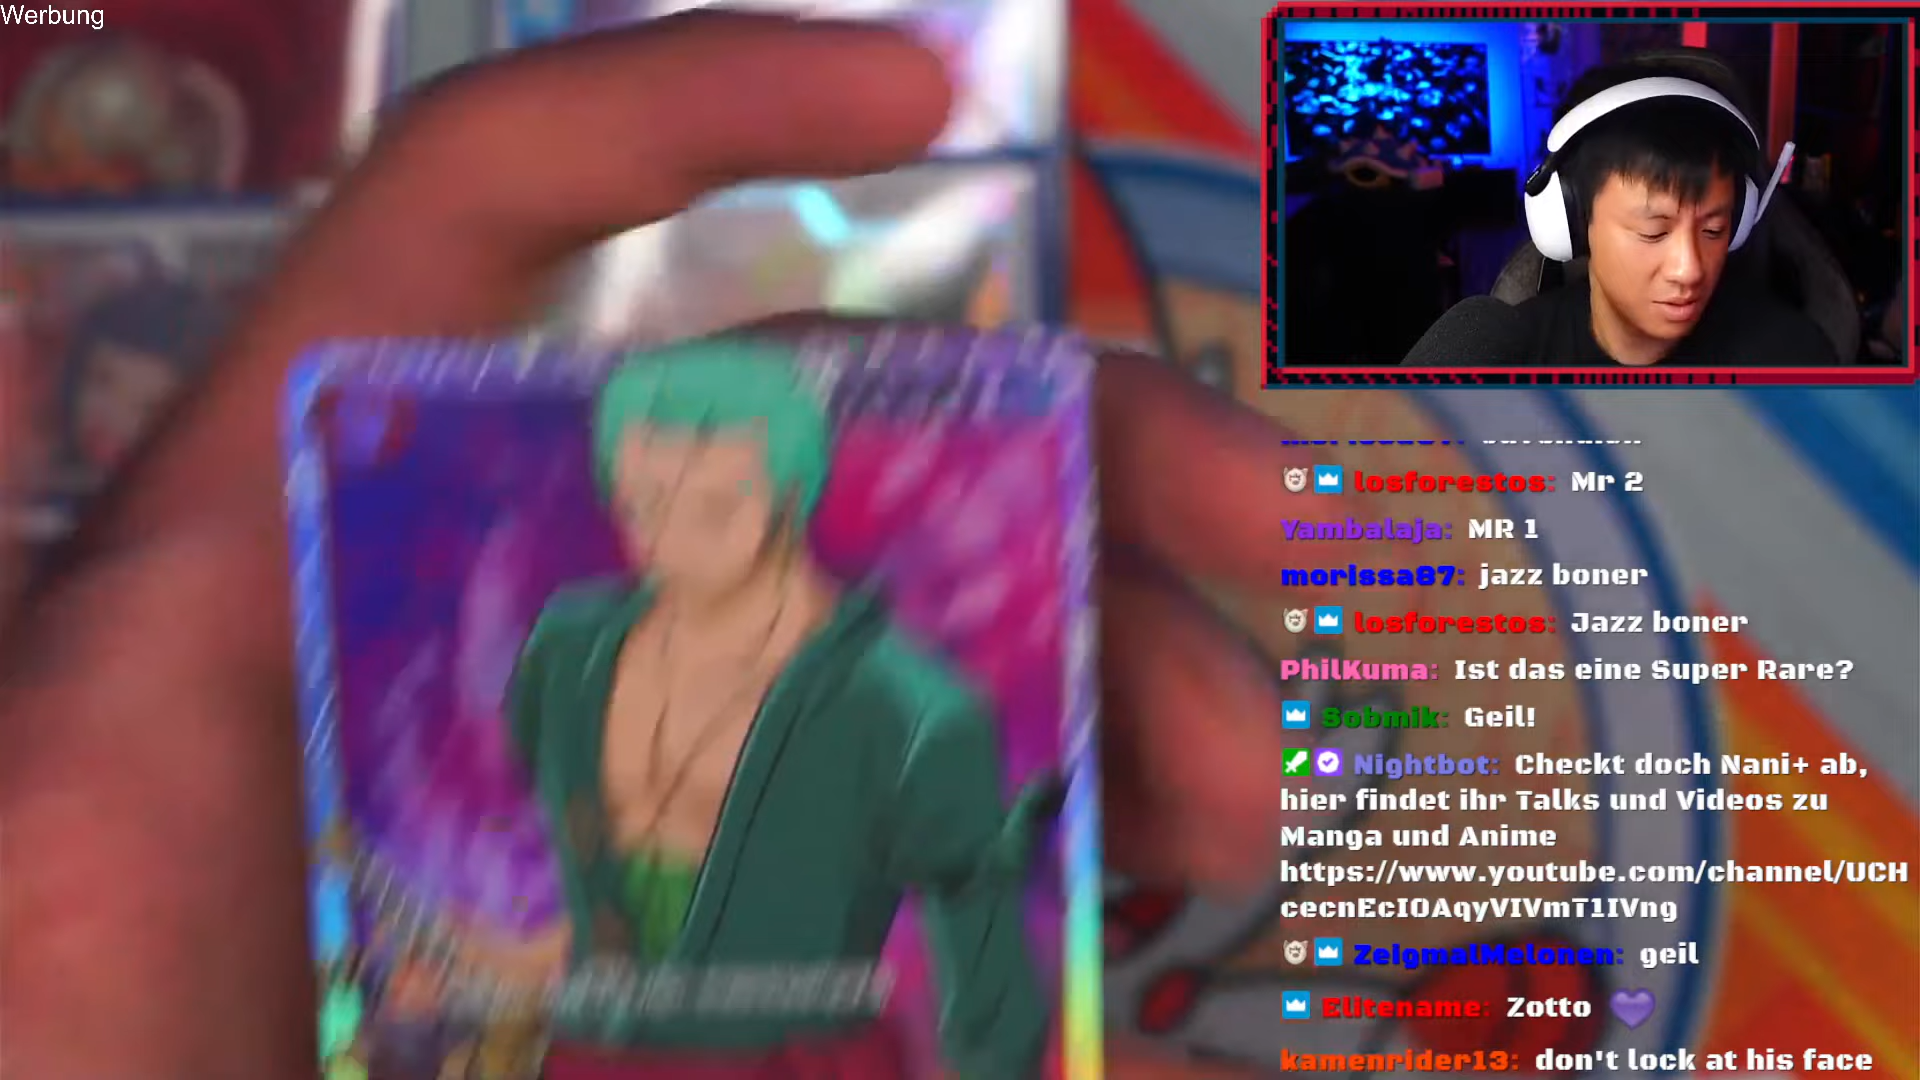 Werbung
losforestos: Mr 2
Yambalaja: MR 1
morissa87: jazz boner
losforestos: Jazz boner
PhilKuma: Ist das eine Super Rare?
Sobmik: Geil!
Nightbot: Checkt doch Nani+ ab,
hier findet ihr Talks und Videos zu
Manga und Anime
https://www.youtube.com/channel/UCH
cecnEcIOAqyVIVmT1IVng
ZeigmalMelonen: geil
Elitename: Zotto
kamenrider13: don't lock at his face